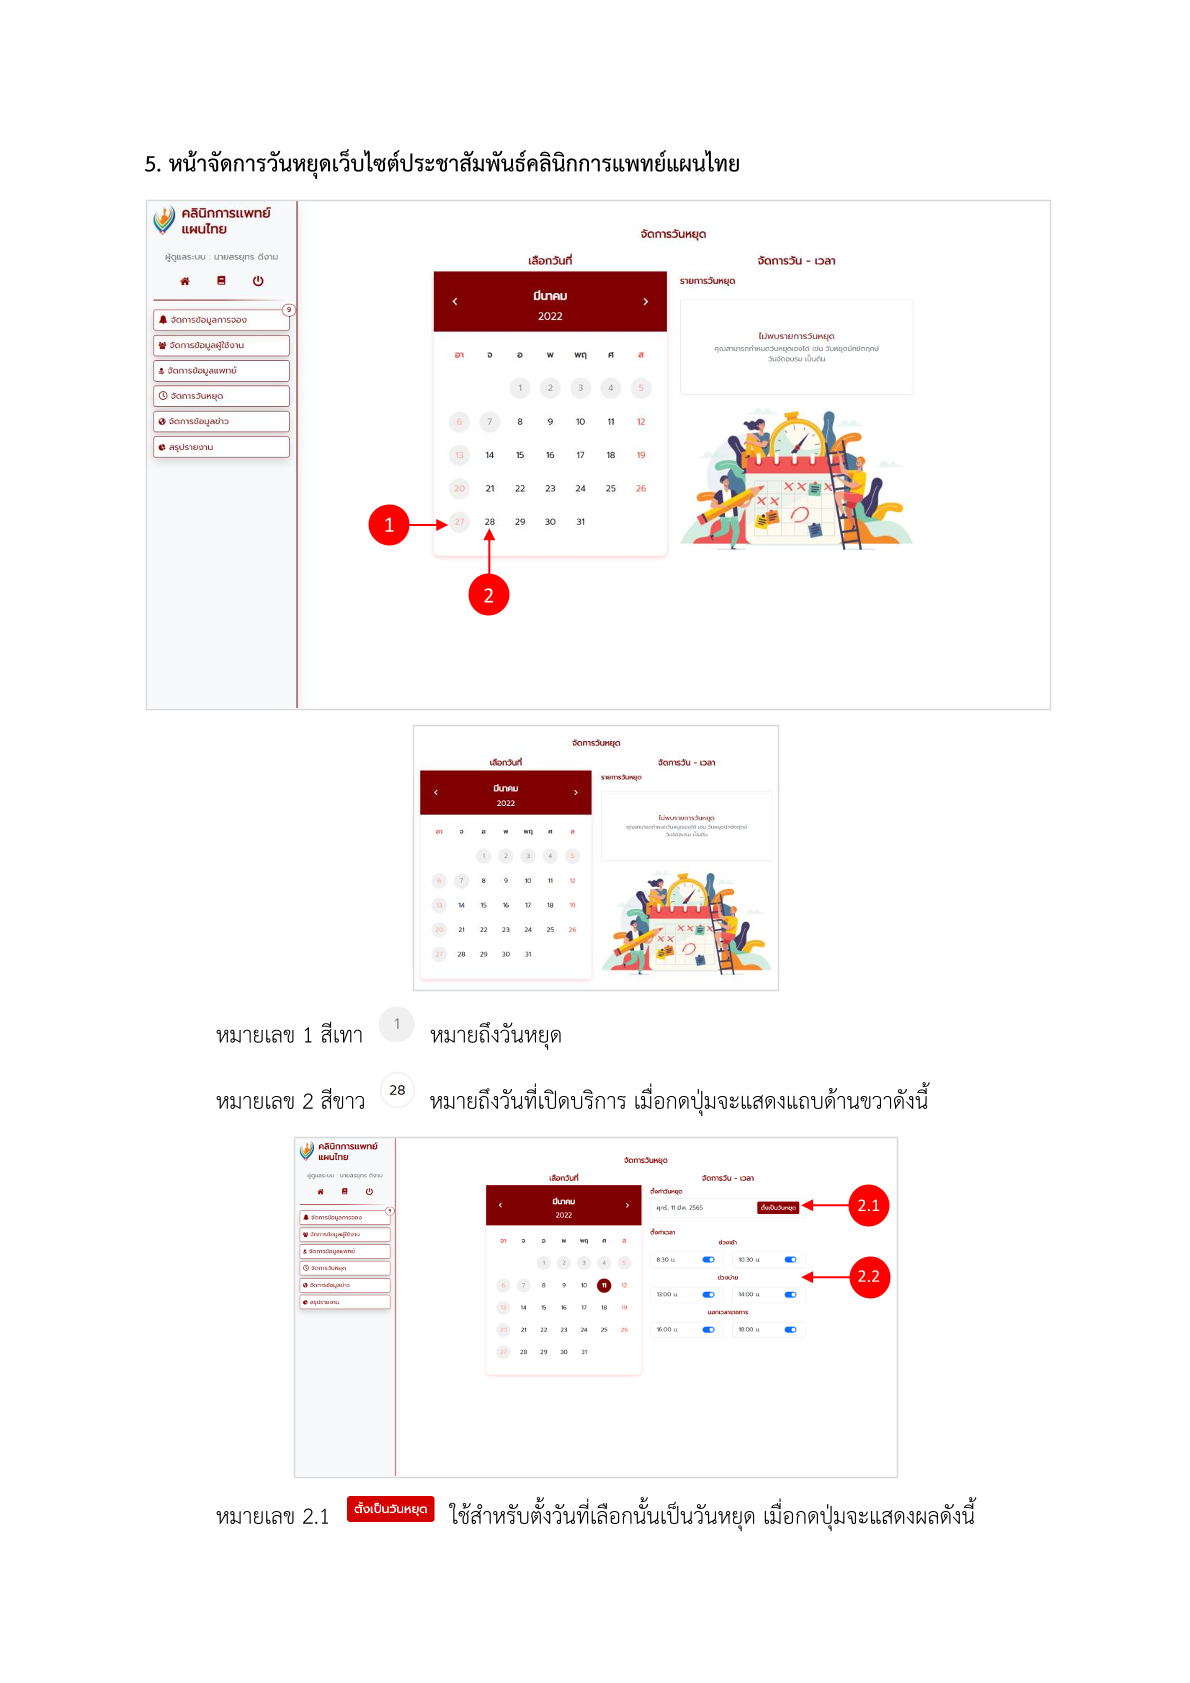 5. หน้าจัดการวันหยุดเว็บไซต์ประชาสัมพันธ์คลินิกการแพทย์แผนไทย
คลินิกการแพทย์
แผนไทย
ผู้ดูแลระบบ : นายสรยุทธ ดีงาม
9
จัดการข้อมูลการจอง
จัดการข้อมูลผู้ใช้งาน
จัดการข้อมูลแพทย์
จัดการวันหยุด
จัดการข้อมูลข่าว
สรุปรายงาน
จัดการวันหยุด
เลือกวันที่
มีนาคม
2022
อา จ อ พ พฤ ศ ส
1 2 3 4 5
6 7 8 9 10 11 12
13 14 15 16 17 18 19
20 21 22 23 24 25 26
27 28 29 30 31
จัดการวัน - เวลา
รายการวันหยุด
ไม่พบรายการวันหยุด
คุณสามารถกำหนดวันหยุดเองได้ เช่น วันหยุดนักขัตฤกษ์
วันจัดอบรม เป็นต้น
1
2
จัดการวันหยุด
เลือกวันที่
มีนาคม
2022
อา จ อ พ พฤ ศ ส
1 2 3 4 5
6 7 8 9 10 11 12
13 14 15 16 17 18 19
20 21 22 23 24 25 26
27 28 29 30 31
จัดการวัน - เวลา
รายการวันหยุด
ไม่พบรายการวันหยุด
คุณสามารถกำหนดวันหยุดเองได้ เช่น วันหยุดนักขัตฤกษ์
วันจัดอบรม เป็นต้น
หมายเลข 1 สีเทา 1 หมายถึงวันหยุด
หมายเลข 2 สีขาว 28 หมายถึงวันที่เปิดบริการ เมื่อกดปุ่มจะแสดงแถบด้านขวาดังนี้
คลินิกการแพทย์
แผนไทย
ผู้ดูแลระบบ : นายสรยุทธ ดีงาม
9
จัดการข้อมูลการจอง
จัดการข้อมูลผู้ใช้งาน
จัดการข้อมูลแพทย์
จัดการวันหยุด
จัดการข้อมูลข่าว
สรุปรายงาน
จัดการวันหยุด
เลือกวันที่
มีนาคม
2022
อา จ อ พ พฤ ศ ส
1 2 3 4 5
6 7 8 9 10 11 12
13 14 15 16 17 18 19
20 21 22 23 24 25 26
27 28 29 30 31
จัดการวัน - เวลา
ตั้งค่าวันหยุด
ศุกร์, 11 มี.ค. 2565 ตั้งเป็นวันหยุด
2.1
ตั้งค่าเวลา
ช่วงเช้า
8:30 น. 10:30 น.
ช่วงบ่าย
2.2
13:00 น. 14:00 น.
นอกเวลาราชการ
16:00 น. 18:00 น.
หมายเลข 2.1 ตั้งเป็นวันหยุด ใช้สำหรับตั้งวันที่เลือกนั้นเป็นวันหยุด เมื่อกดปุ่มจะแสดงผลดังนี้